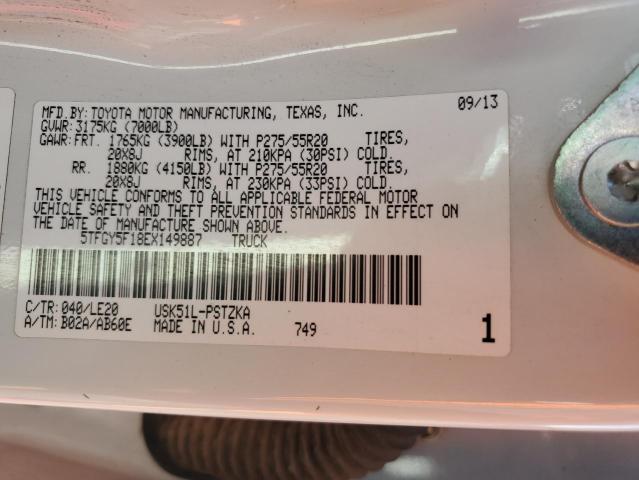 MFD.BY: TOYOTA MOTOR MANUFACTURING, TEXAS, INC. 09/13
GVWR: 3175KG (7000LB)
GAWR: FRT. 1765KG (3900LB) WITH P275/55R20 TIRES,
20X8J RIMS, AT 210KPA (30PSI) COLD.
RR. 1880KG (4150LB) WITH P275/55R20 TIRES,
20X8J RIMS, AT 230KPA (33PSI) COLD.
THIS VEHICLE CONFORMS TO ALL APPLICABLE FEDERAL MOTOR
VEHICLE SAFETY AND THEFT PREVENTION STANDARDS IN EFFECT ON
THE DATE OF MANUFACTURE SHOWN ABOVE.
5TFGY5F18EX149887 TRUCK
C/TR: 040/LE20 USK51L-PSTZKA
A/TM: B02A/AB60E MADE IN U.S.A. 749 1